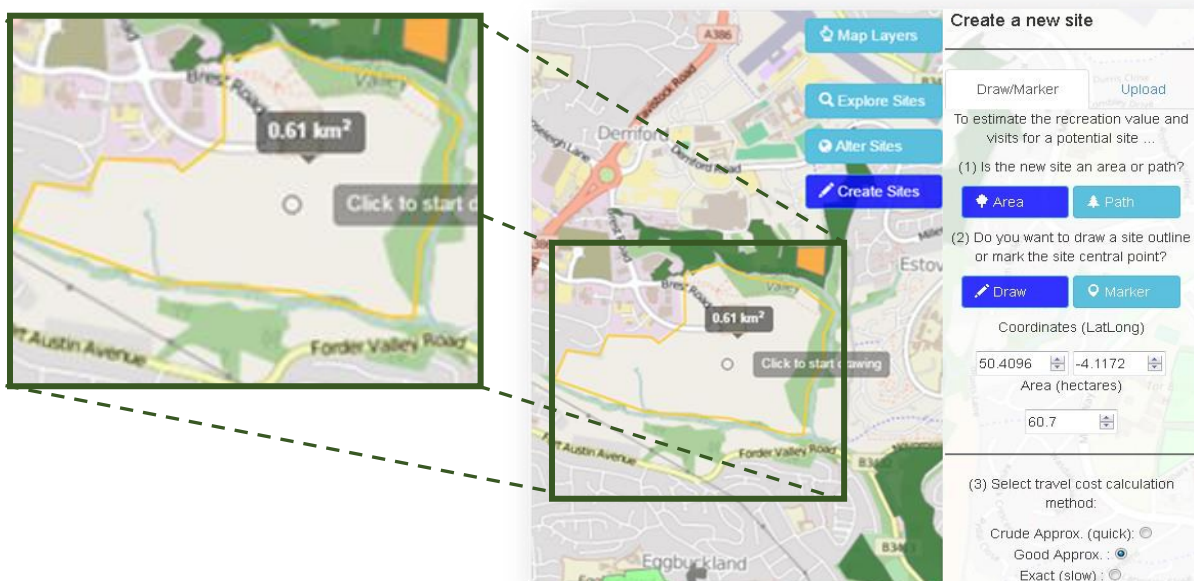 Brest Road
Valley
0.61 km²
Click to start d
rt Austin Avenue
Forder Valley Road
A386
Map Layers
Explore Sites
Derriford
Derriford Road
Alter Sites
Create Sites
Brest Road
Valley
Estov
0.61 km²
Click to start drawing
Fort Austin Avenue
Forder Valley Road
Eggbuckland
Create a new site
Draw/Marker
Upload
To estimate the recreation value and
visits for a potential site ...
(1) Is the new site an area or path?
Area
Path
(2) Do you want to draw a site outline
or mark the site central point?
Draw
Marker
Coordinates (LatLong)
50.4096
-4.1172
Area (hectares)
60.7
(3) Select travel cost calculation
method:
Crude Approx. (quick):
Good Approx. :
Exact (slow) :